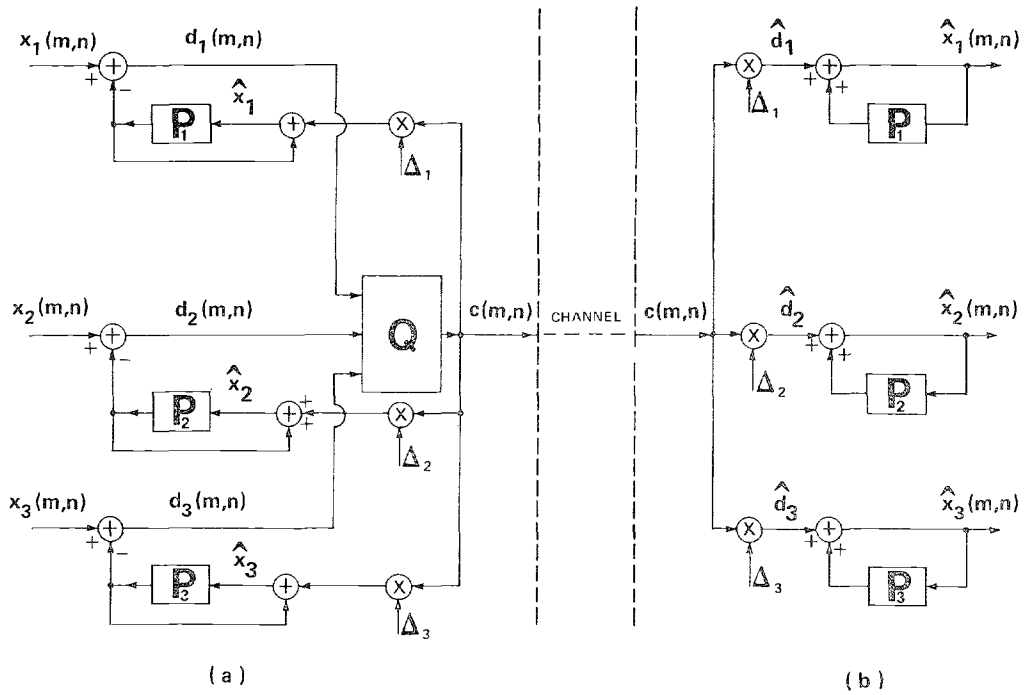 x₁(m,n) d₁(m,n)
+ + −
x̂₁
P₁ + × Δ₁
x₂(m,n) d₂(m,n)
+ + −
x̂₂
P₂ + + + × Δ₂
x₃(m,n) d₃(m,n)
+ + −
x̂₃
P₃ + × Δ₃
Q
c(m,n) CHANNEL c(m,n)
× Δ₁ d̂₁ + + + x̂₁(m,n)
P₁
× Δ₂ d̂₂ + + + x̂₂(m,n)
P₂
× Δ₃ d̂₃ + + + x̂₃(m,n)
P₃
(a) (b)